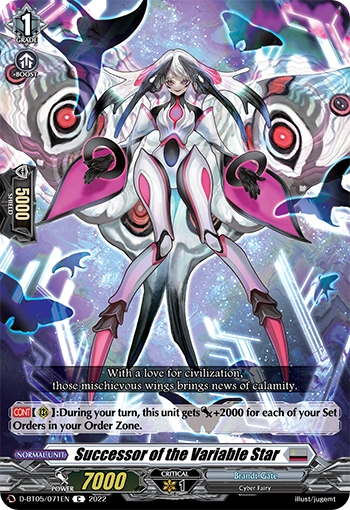 1
GRADE
BOOST
5000
SHIELD
With a love for civilization,
those mischievous wings brings news of calamity.
CONT【 】:During your turn, this unit gets +2000 for each of your Set
Orders in your Order Zone.
NORMAL UNIT Successor of the Variable Star
POWER 7000 CRITICAL 1 Brandt Gate
Cyber Fairy
D-BT05/071EN C 2022 illust/jugemt